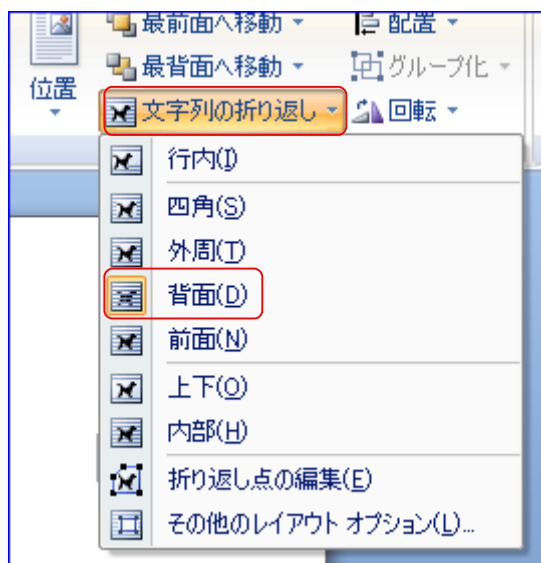 最前面へ移動
配置
最背面へ移動
グループ化
位置
文字列の折り返し
回転
行内(I)
四角(S)
外周(T)
背面(D)
前面(N)
上下(O)
内部(H)
折り返し点の編集(E)
その他のレイアウト オプション(L)...